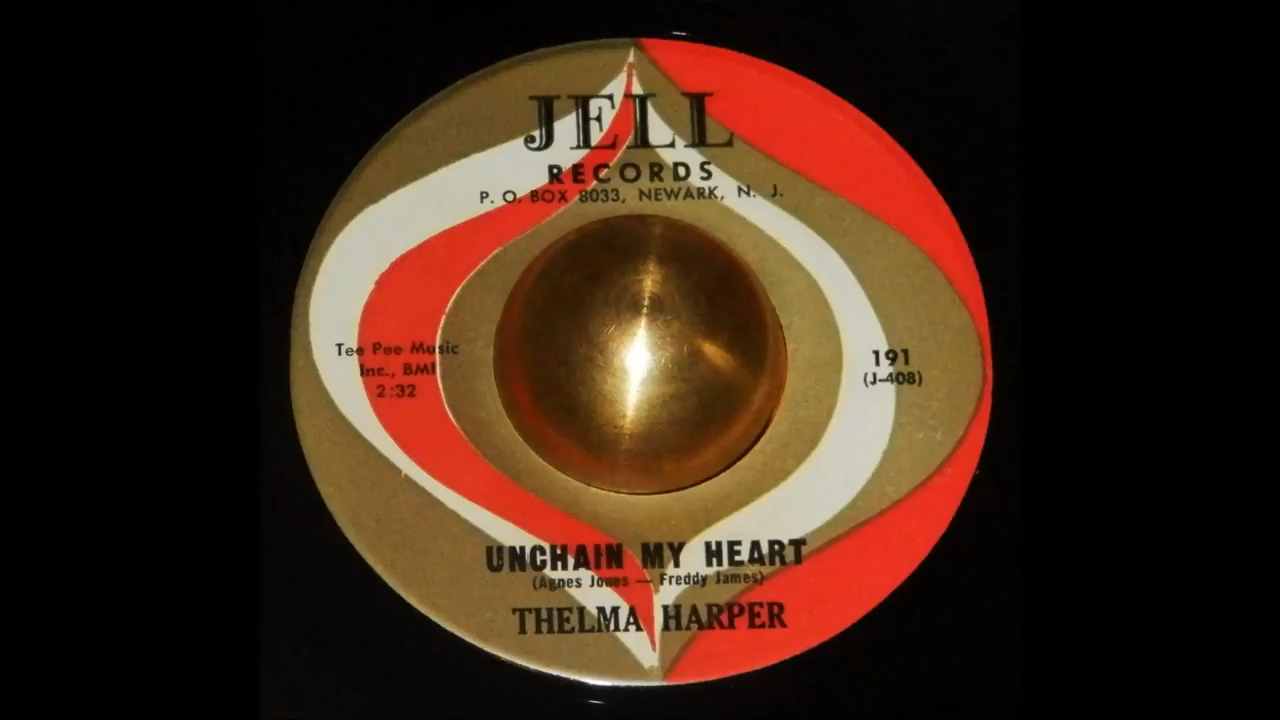 JELL
RECORDS
P. O. BOX 8033, NEWARK, N. J.
Tee Pee Music
Inc., BMI
2:32
191
(J-408)
UNCHAIN MY HEART
(Agnes Jones — Freddy James)
THELMA HARPER